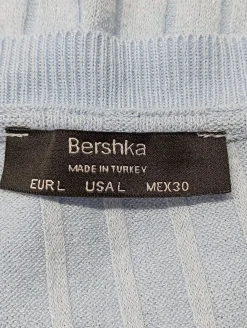 Bershka
MADE IN TURKEY
EUR L USA L MEX 30